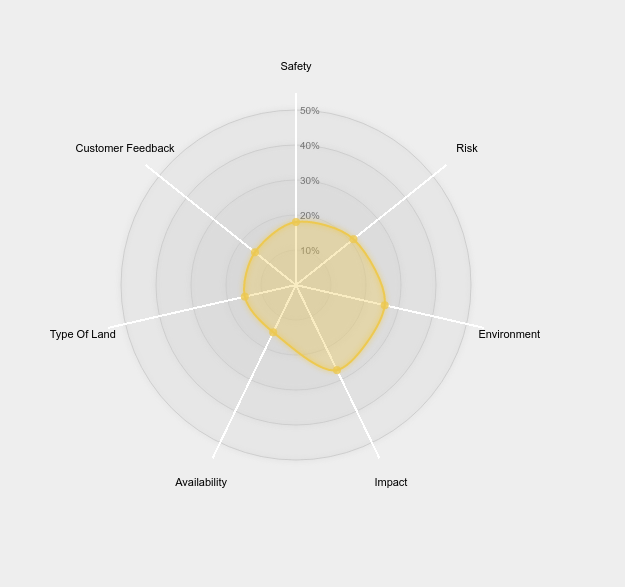 Safety
50%
Customer Feedback
Risk
40%
30%
20%
10%
Type Of Land
Environment
Availability
Impact